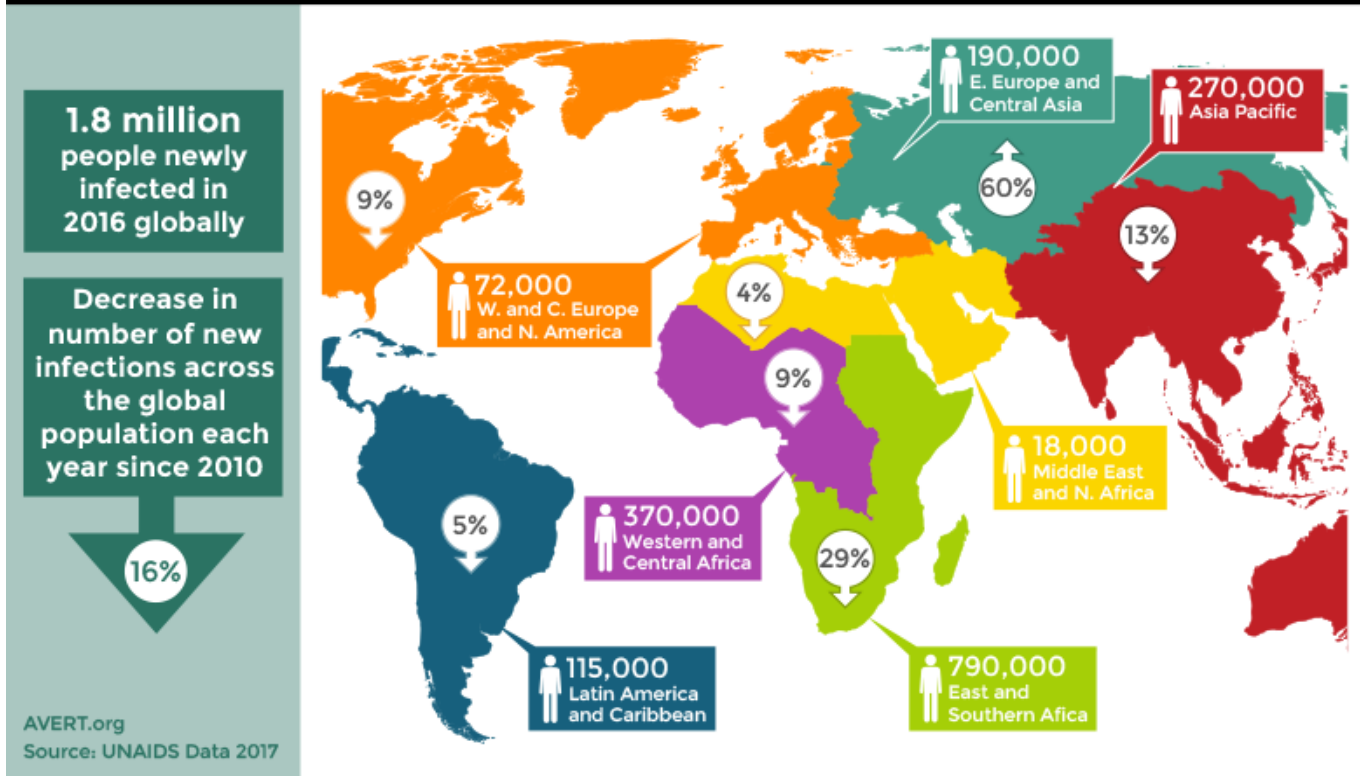 1.8 million
people newly
infected in
2016 globally
Decrease in
number of new
infections across
the global
population each
year since 2010
16%
AVERT.org
Source: UNAIDS Data 2017
190,000
E. Europe and
Central Asia
270,000
Asia Pacific
60%
9%
13%
72,000
W. and C. Europe
and N. America
4%
9%
18,000
Middle East
and N. Africa
370,000
Western and
Central Africa
5%
29%
115,000
Latin America
and Caribbean
790,000
East and
Southern Afica